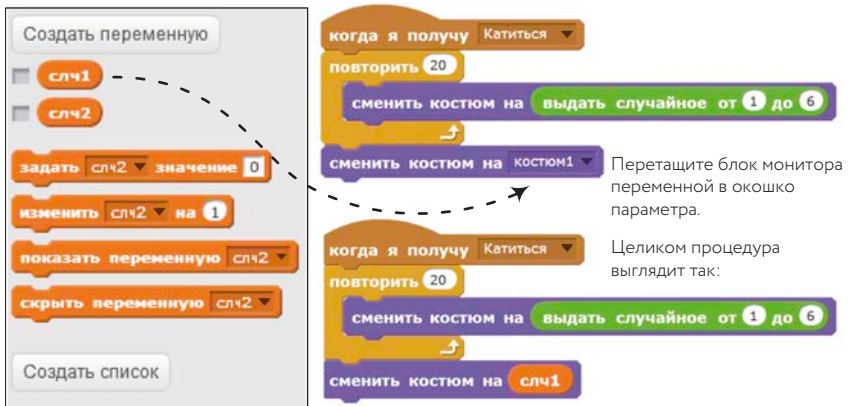 Создать переменную
слч1
слч2
задать слч2 значение 0
изменить слч2 на 1
показать переменную слч2
скрыть переменную слч2
Создать список
когда я получу Катиться
повторить 20
сменить костюм на выдать случайное от 1 до 6
сменить костюм на костюм1
Перетащите блок монитора
переменной в окошко
параметра.
Целиком процедура
выглядит так:
когда я получу Катиться
повторить 20
сменить костюм на выдать случайное от 1 до 6
сменить костюм на слч1